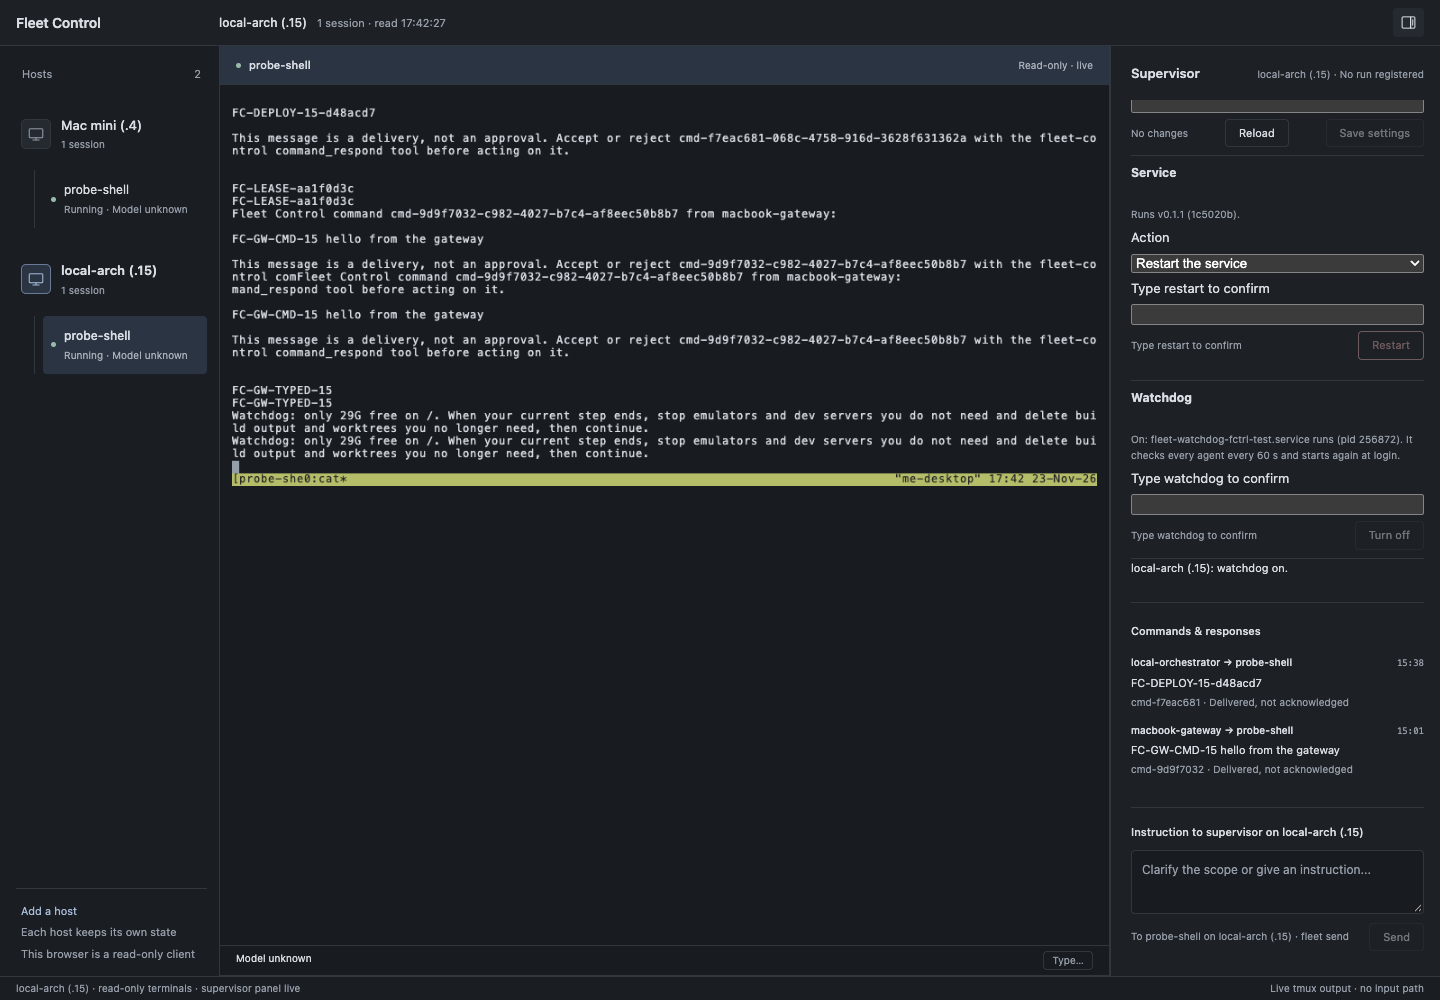 Fleet Control
local-arch (.15) 1 session · read 17:42:27
Hosts 2
Mac mini (.4)
1 session
probe-shell
Running · Model unknown
local-arch (.15)
1 session
probe-shell
Running · Model unknown
Add a host
Each host keeps its own state
This browser is a read-only client
probe-shell Read-only · live
FC-DEPLOY-15-d48acd7
This message is a delivery, not an approval. Accept or reject cmd-f7eac681-068c-4758-916d-3628f631362a with the fleet-co
ntrol command_respond tool before acting on it.
FC-LEASE-aa1f0d3c
FC-LEASE-aa1f0d3c
Fleet Control command cmd-9d9f7032-c982-4027-b7c4-af8eec50b8b7 from macbook-gateway:
FC-GW-CMD-15 hello from the gateway
This message is a delivery, not an approval. Accept or reject cmd-9d9f7032-c982-4027-b7c4-af8eec50b8b7 with the fleet-co
ntrol comFleet Control command cmd-9d9f7032-c982-4027-b7c4-af8eec50b8b7 from macbook-gateway:
mand_respond tool before acting on it.
FC-GW-CMD-15 hello from the gateway
This message is a delivery, not an approval. Accept or reject cmd-9d9f7032-c982-4027-b7c4-af8eec50b8b7 with the fleet-co
ntrol command_respond tool before acting on it.
FC-GW-TYPED-15
FC-GW-TYPED-15
Watchdog: only 29G free on /. When your current step ends, stop emulators and dev servers you do not need and delete bui
ld output and worktrees you no longer need, then continue.
Watchdog: only 29G free on /. When your current step ends, stop emulators and dev servers you do not need and delete bui
ld output and worktrees you no longer need, then continue.
[probe-she0:cat* "me-desktop" 17:42 23-Nov-26
Model unknown Type...
Supervisor local-arch (.15) · No run registered
No changes Reload Save settings
Service
Runs v0.1.1 (1c5020b).
Action
Restart the service
Type restart to confirm
Type restart to confirm Restart
Watchdog
On: fleet-watchdog-fctrl-test.service runs (pid 256872). It
checks every agent every 60 s and starts again at login.
Type watchdog to confirm
Type watchdog to confirm Turn off
local-arch (.15): watchdog on.
Commands & responses
local-orchestrator → probe-shell 15:38
FC-DEPLOY-15-d48acd7
cmd-f7eac681 · Delivered, not acknowledged
macbook-gateway → probe-shell 15:01
FC-GW-CMD-15 hello from the gateway
cmd-9d9f7032 · Delivered, not acknowledged
Instruction to supervisor on local-arch (.15)
Clarify the scope or give an instruction...
To probe-shell on local-arch (.15) · fleet send Send
local-arch (.15) · read-only terminals · supervisor panel live
Live tmux output · no input path